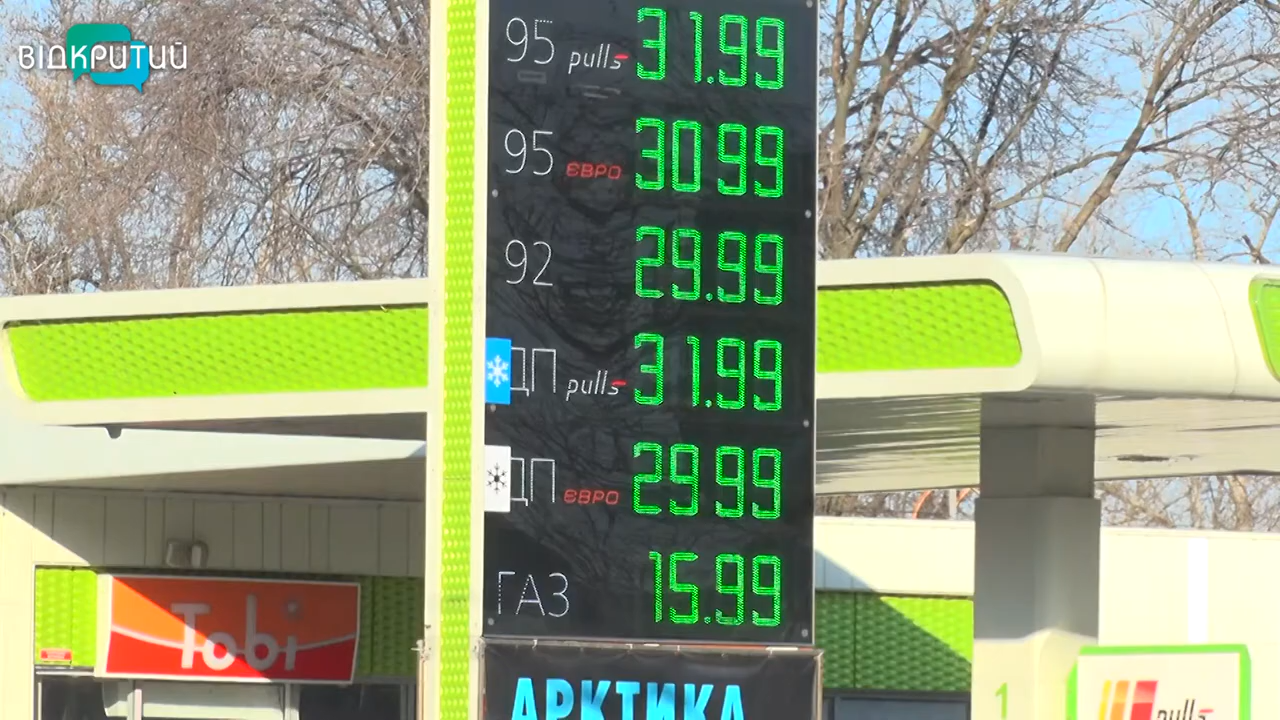 ВІДКРИТИЙ
95 pulls 31.99
95 ЄВРО 30.99
92 29.99
ДП pulls 31.99
ДП ЄВРО 29.99
ГАЗ 15.99
АРКТИКА
Tobi
1
pulls